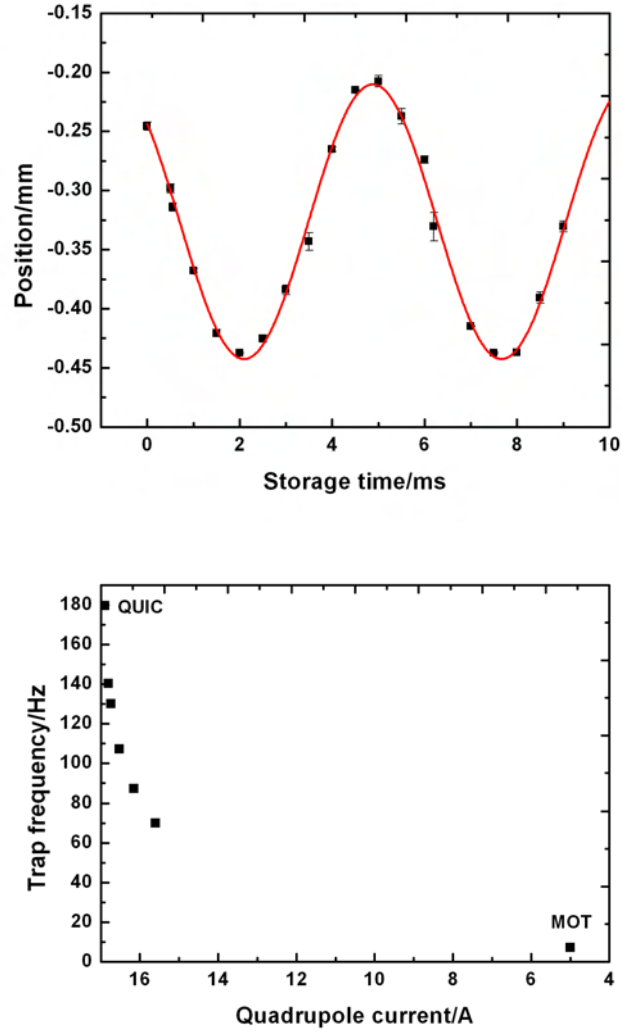 -0.15
-0.20
-0.25
-0.30
-0.35
-0.40
-0.45
-0.50
Position/mm
0 2 4 6 8 10
Storage time/ms
180
160
140
120
100
80
60
40
20
0
Trap frequency/Hz
QUIC
MOT
16 14 12 10 8 6 4
Quadrupole current/A